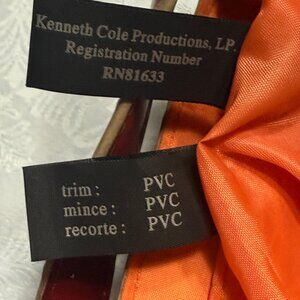 Kenneth Cole Productions, LP.
Registration Number
RN81633
trim : PVC
mince : PVC
recorte : PVC